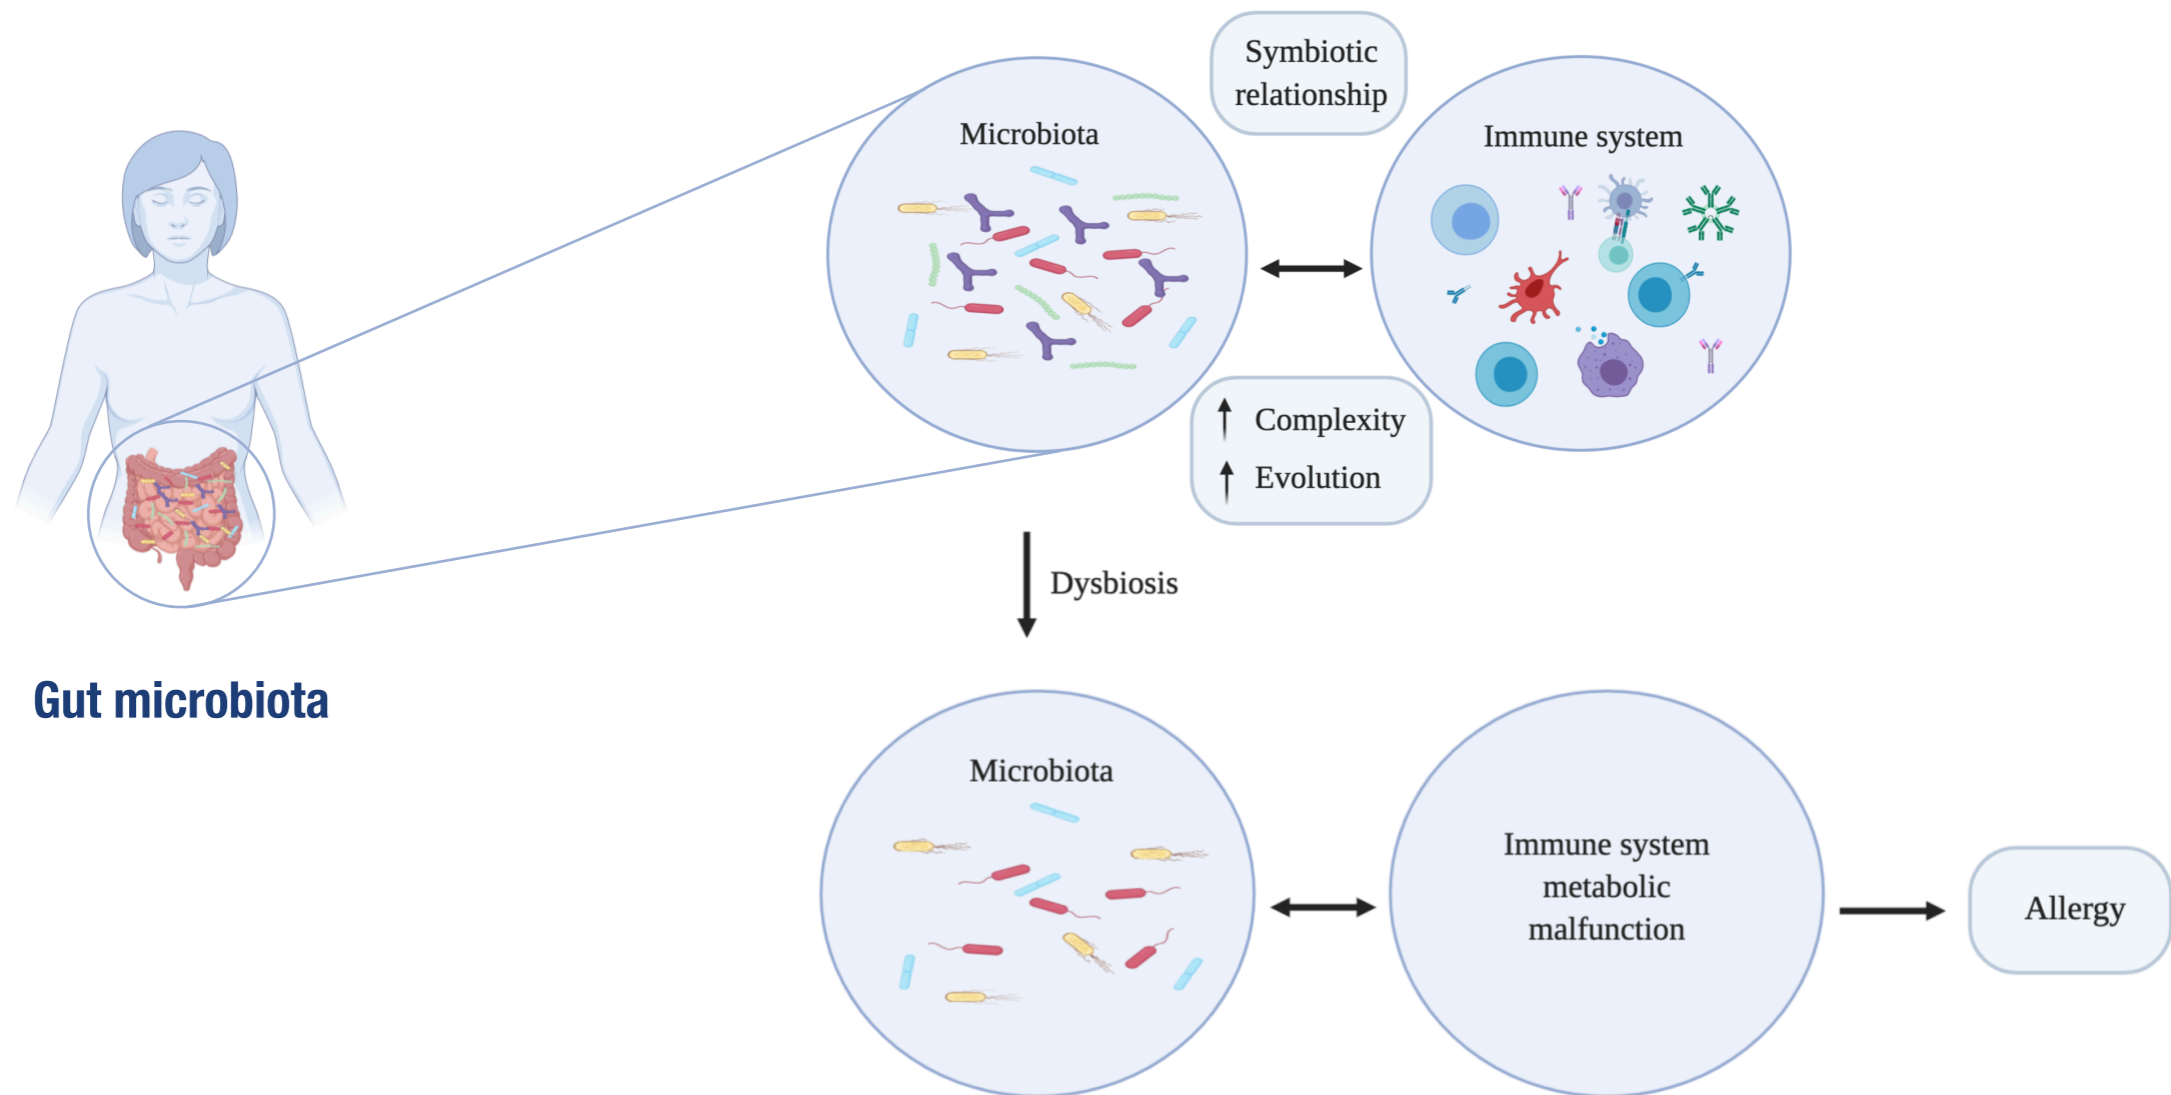 Symbiotic
relationship
Microbiota
Immune system
Complexity
Evolution
Dysbiosis
Gut microbiota
Microbiota
Immune system
metabolic
malfunction
Allergy